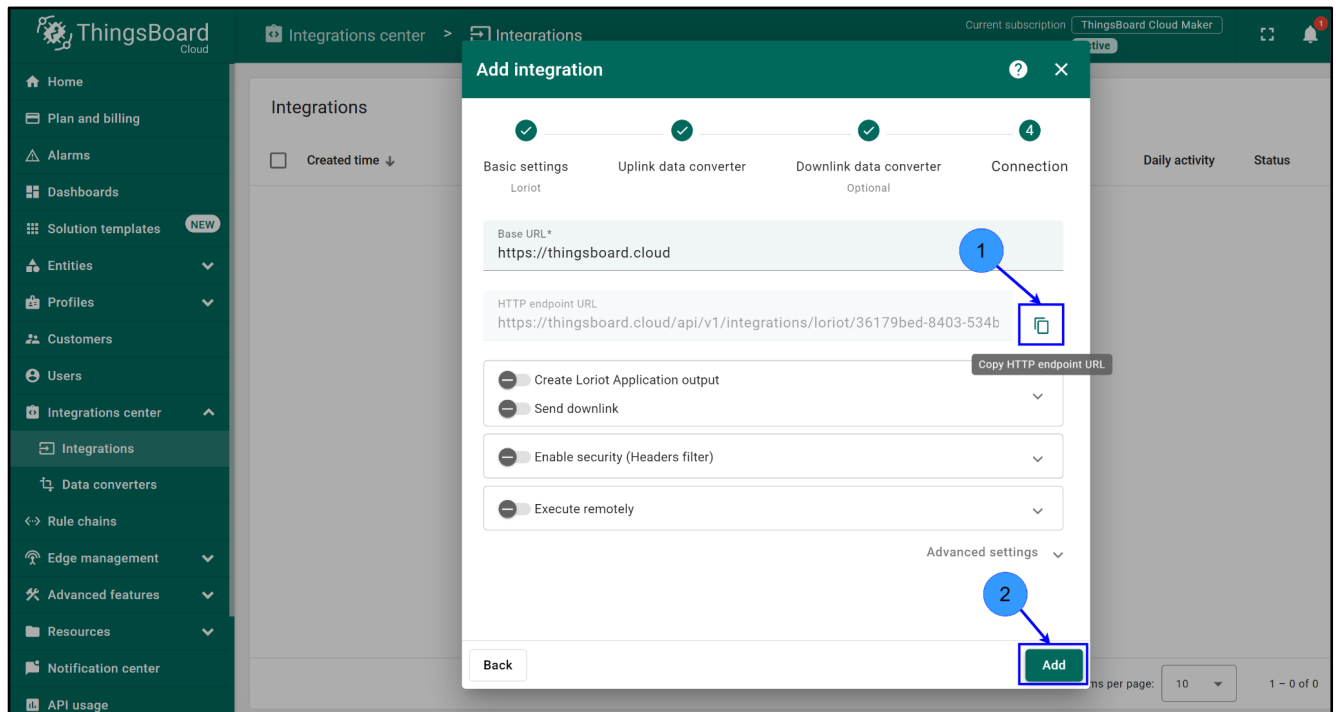 ThingsBoard
Cloud
Integrations center > Integrations
Current subscription ThingsBoard Cloud Maker
tive
1
Home
Plan and billing
Alarms
Dashboards
Solution templates NEW
Entities
Profiles
Customers
Users
Integrations center
Integrations
Data converters
Rule chains
Edge management
Advanced features
Resources
Notification center
API usage
Integrations
Created time
Daily activity
Status
Add integration
4
Basic settings
Loriot
Uplink data converter
Downlink data converter
Optional
Connection
Base URL*
https://thingsboard.cloud
1
HTTP endpoint URL
https://thingsboard.cloud/api/v1/integrations/loriot/36179bed-8403-534b
Copy HTTP endpoint URL
Create Loriot Application output
Send downlink
Enable security (Headers filter)
Execute remotely
Advanced settings
2
Back
Add
ms per page: 10
1 – 0 of 0